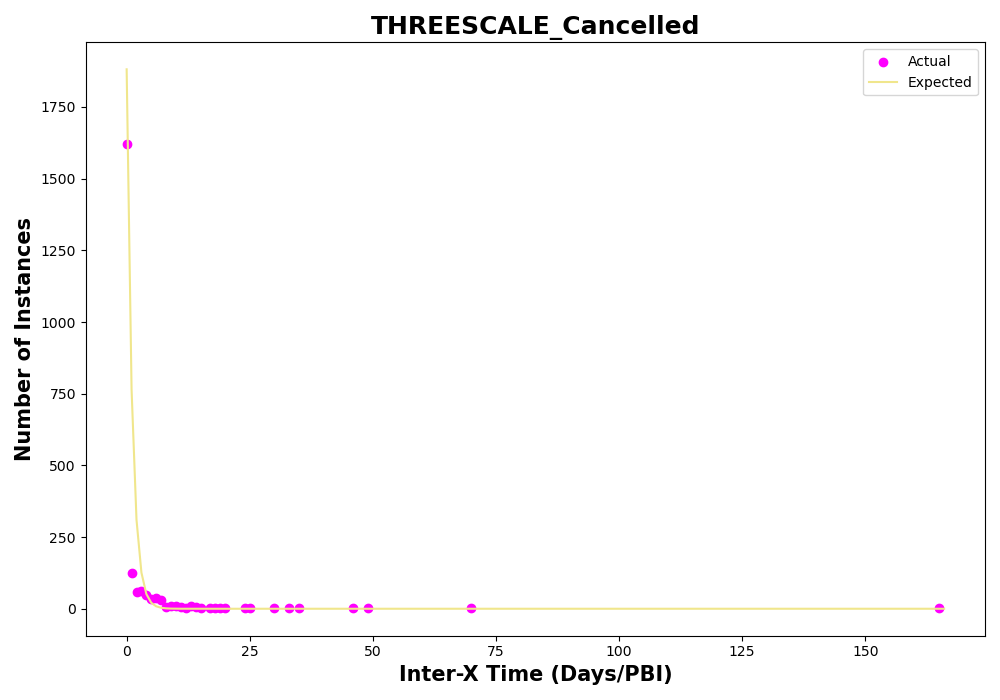 THREESCALE_Cancelled
Actual
Expected
1750
1500
1250
1000
750
500
250
0
Number of Instances
0 25 50 75 100 125 150
Inter-X Time (Days/PBI)